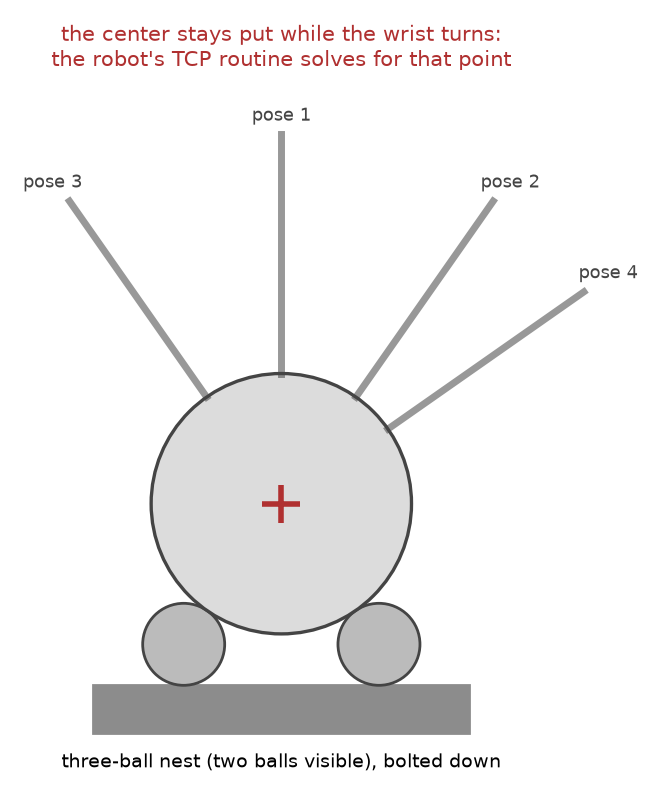 the center stays put while the wrist turns:
the robot's TCP routine solves for that point
pose 1
pose 3
pose 2
pose 4
three-ball nest (two balls visible), bolted down